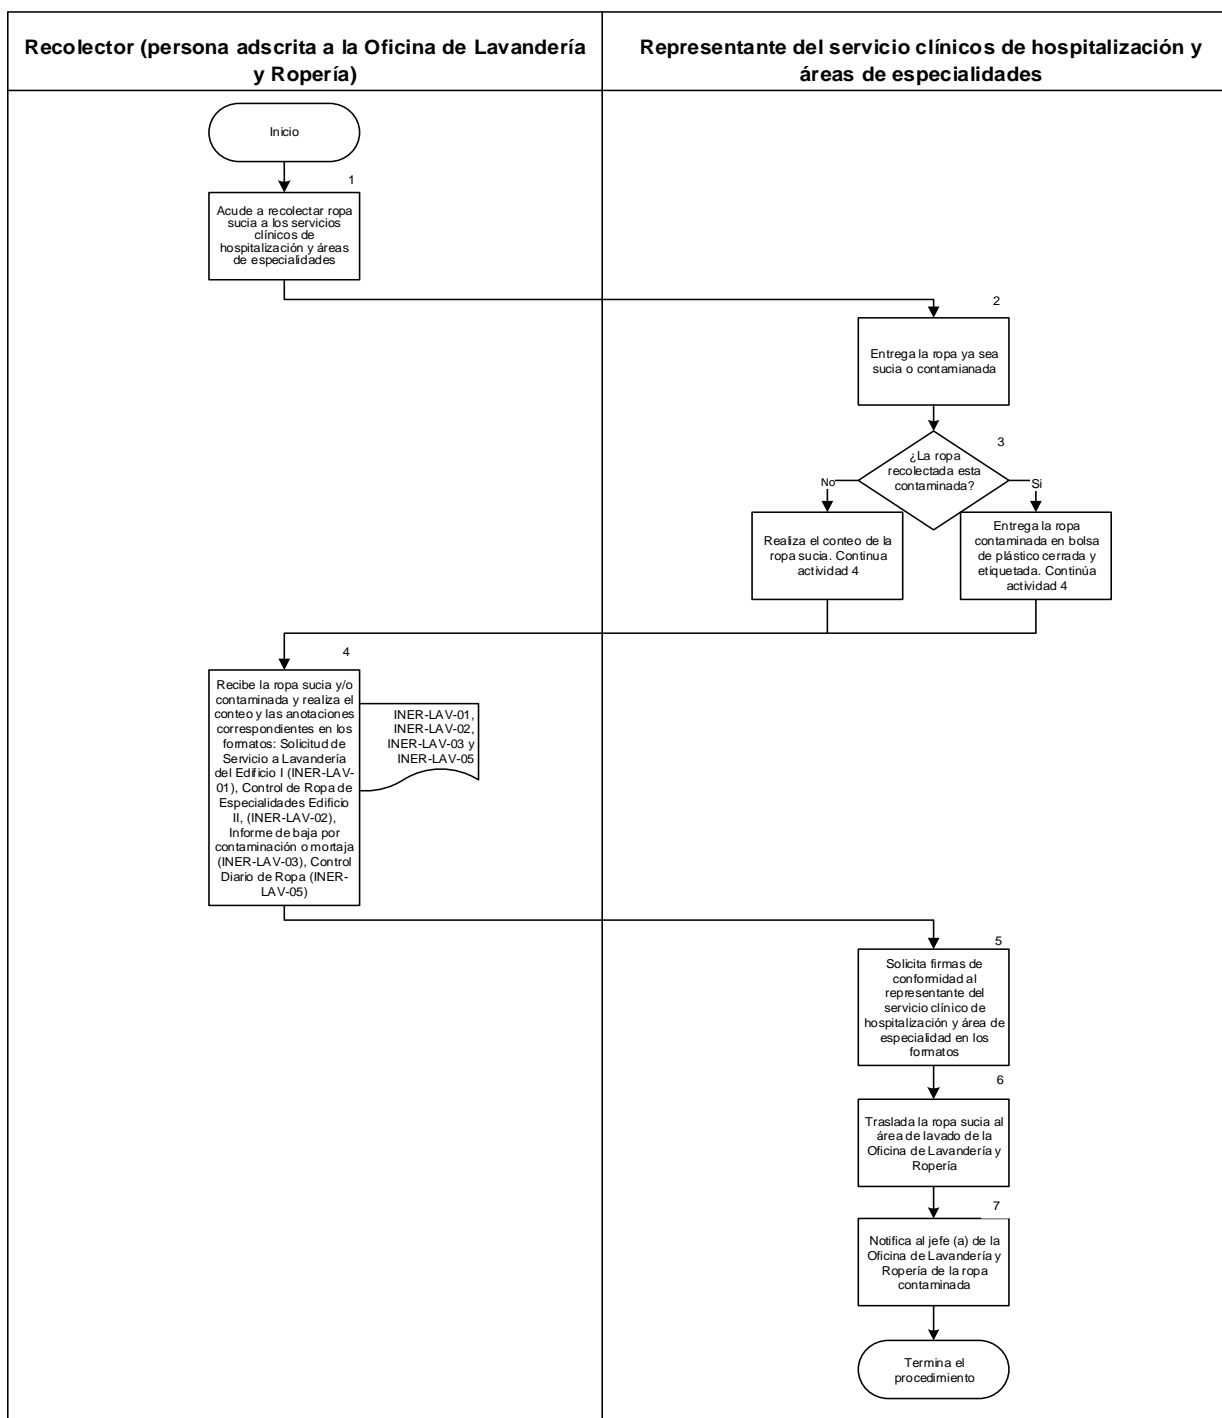 Recolector (persona adscrita a la Oficina de Lavandería
y Ropería)
Representante del servicio clínicos de hospitalización y
áreas de especialidades
Inicio
1
Acude a recolectar ropa
sucia a los servicios
clínicos de
hospitalización y áreas
de especialidades
2
Entrega la ropa ya sea
sucia o contamianada
3
¿La ropa
recolectada esta
contaminada?
No
Si
Realiza el conteo de la
ropa sucia. Continua
actividad 4
Entrega la ropa
contaminada en bolsa
de plástico cerrada y
etiquetada. Continúa
actividad 4
4
Recibe la ropa sucia y/o
contaminada y realiza el
conteo y las anotaciones
correspondientes en los
formatos: Solicitud de
Servicio a Lavandería
del Edificio I (INER-LAV-
01), Control de Ropa de
Especialidades Edificio
II, (INER-LAV-02),
Informe de baja por
contaminación o mortaja
(INER-LAV-03), Control
Diario de Ropa (INER-
LAV-05)
INER-LAV-01,
INER-LAV-02,
INER-LAV-03 y
INER-LAV-05
5
Solicita firmas de
conformidad al
representante del
servicio clínico de
hospitalización y área de
especialidad en los
formatos
6
Traslada la ropa sucia al
área de lavado de la
Oficina de Lavandería y
Ropería
7
Notifica al jefe (a) de la
Oficina de Lavandería y
Ropería de la ropa
contaminada
Termina el
procedimiento